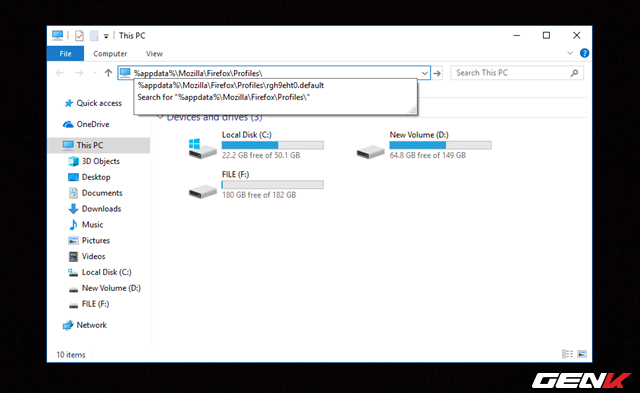 This PC
File
Computer
View
%appdata%\Mozilla\Firefox\Profiles\
Search This PC
%appdata%\Mozilla\Firefox\Profiles\rgh9eht0.default
Search for "%appdata%\Mozilla\Firefox\Profiles\"
Quick access
OneDrive
This PC
3D Objects
Desktop
Documents
Downloads
Music
Pictures
Videos
Local Disk (C:)
New Volume (D:)
FILE (F:)
Network
Devices and drives (3)
Local Disk (C:)
22.2 GB free of 50.1 GB
New Volume (D:)
64.8 GB free of 149 GB
FILE (F:)
180 GB free of 182 GB
10 items
GENK